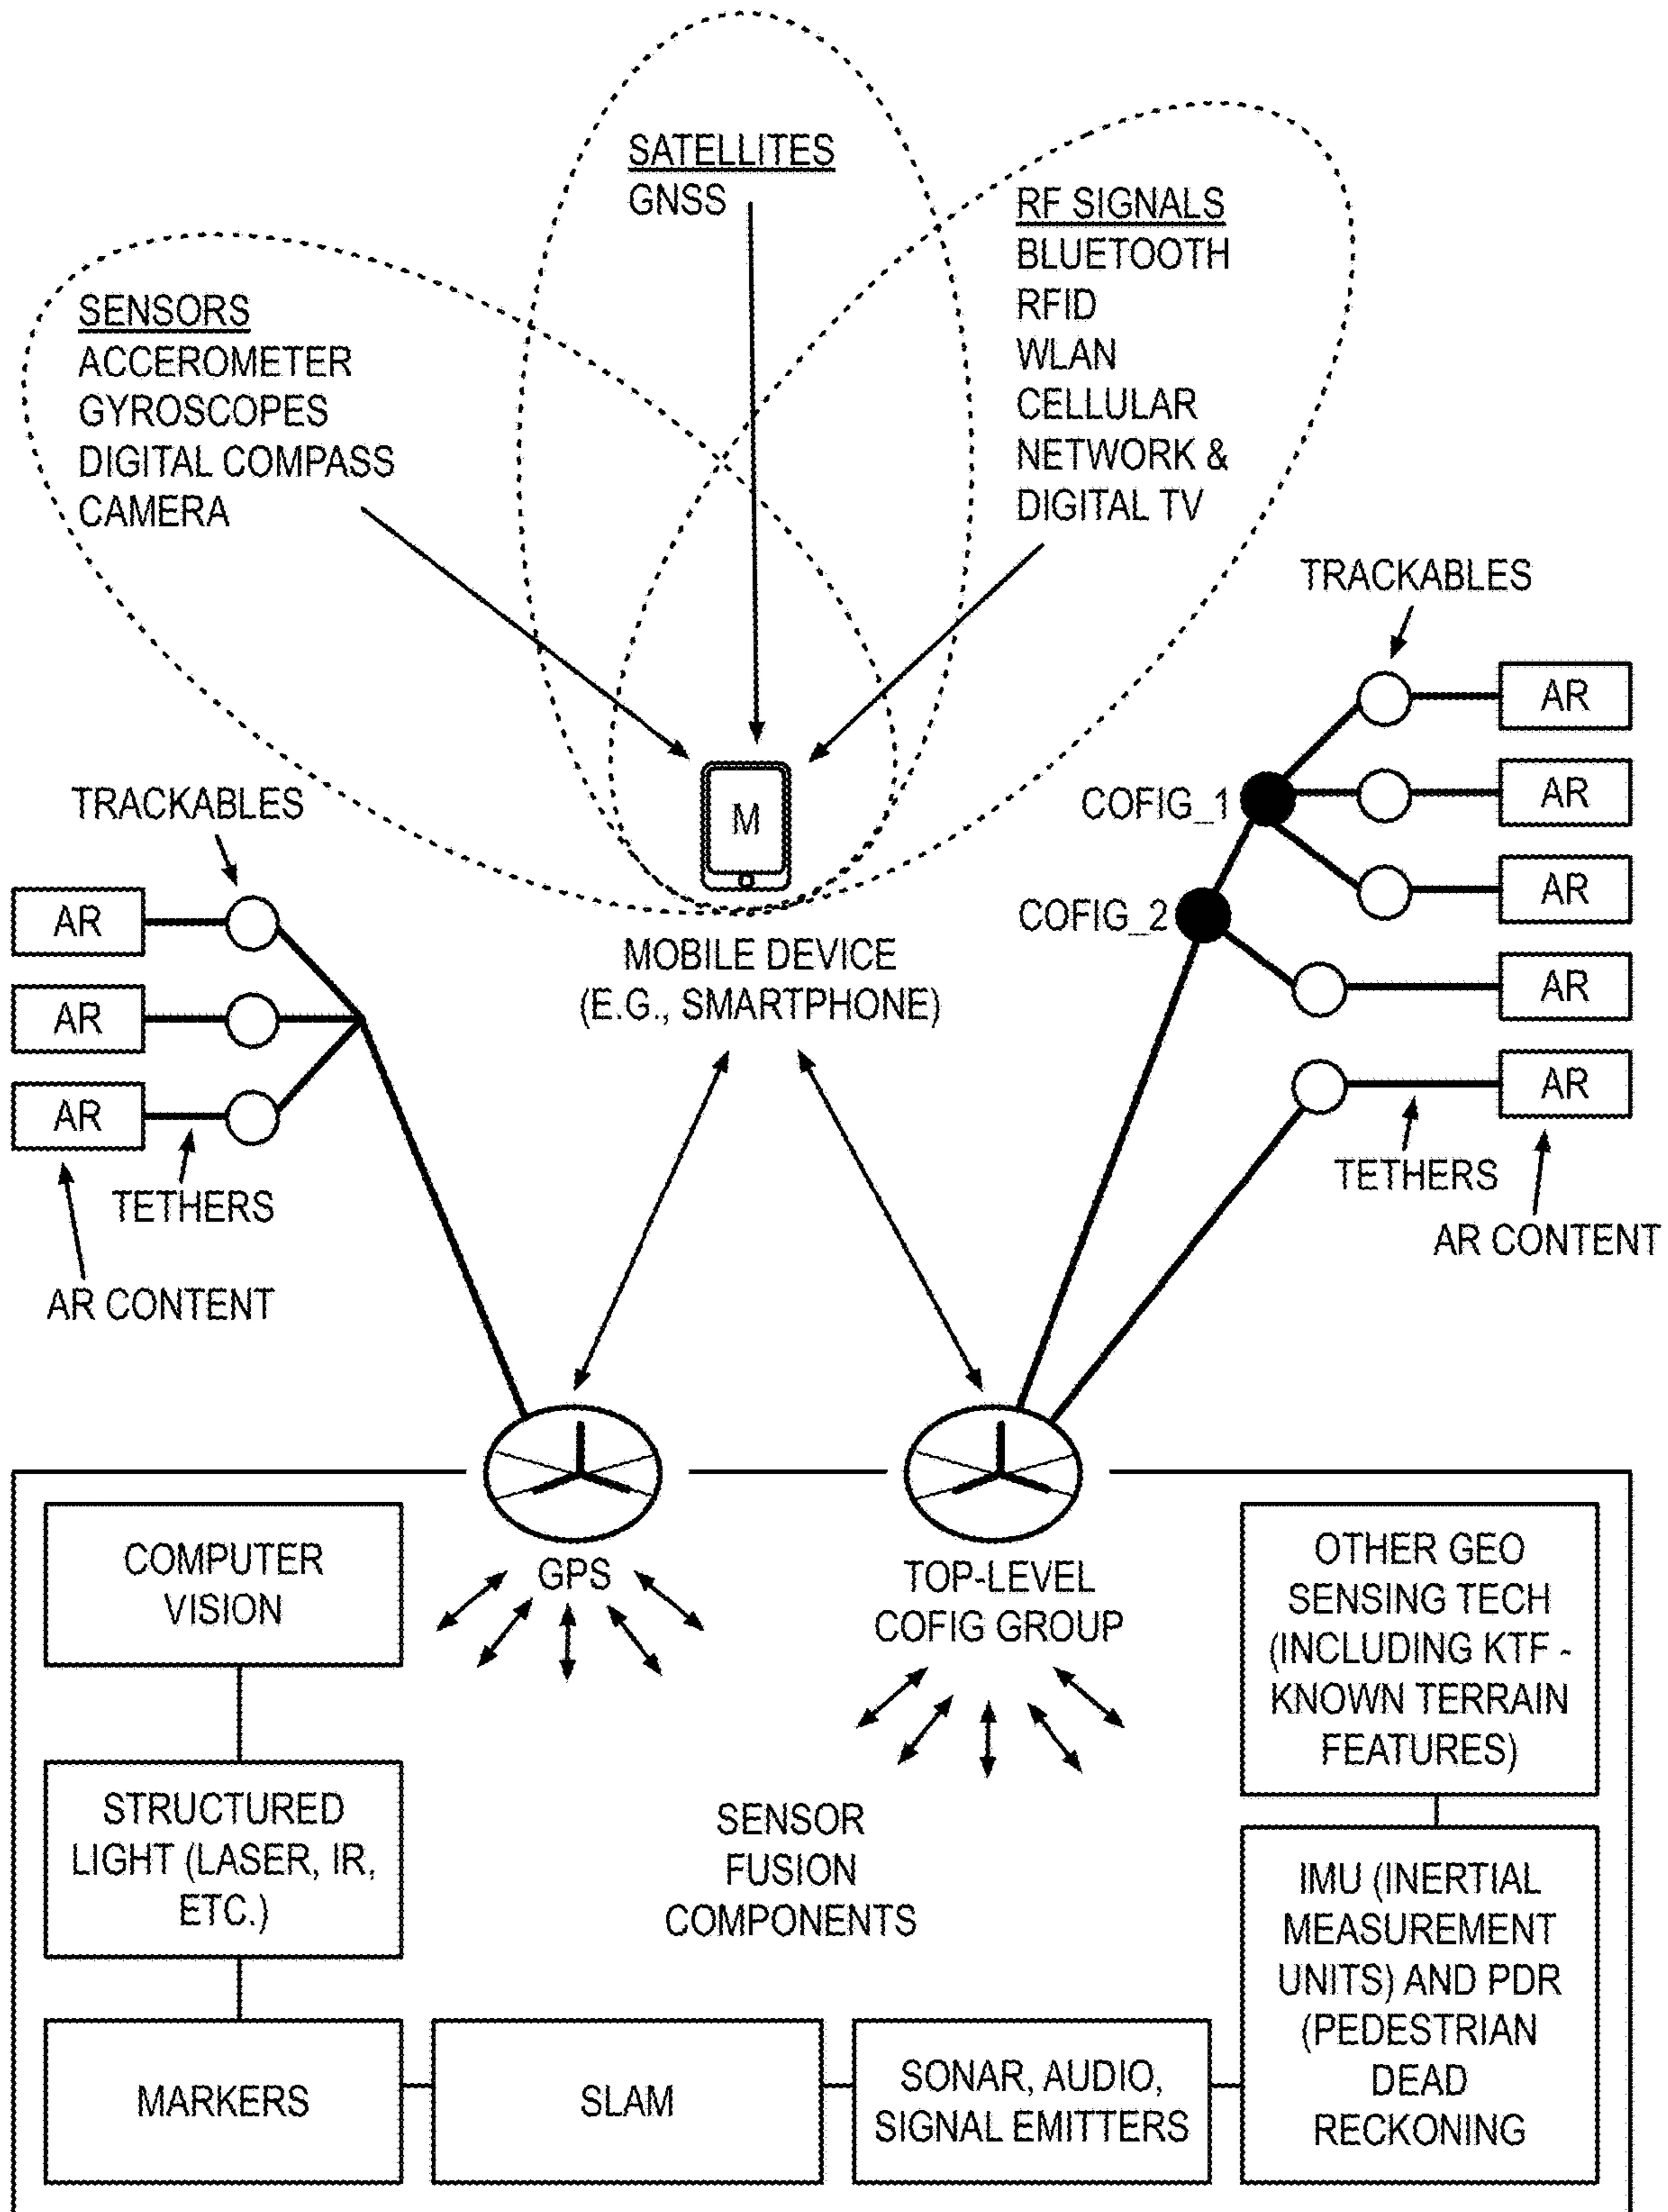 SATELLITES
GNSS
RF SIGNALS
BLUETOOTH
RFID
WLAN
CELLULAR
NETWORK &
DIGITAL TV
SENSORS
ACCEROMETER
GYROSCOPES
DIGITAL COMPASS
CAMERA
TRACKABLES
AR
AR
AR
AR
AR
COFIG_1
COFIG_2
TETHERS
AR CONTENT
M
MOBILE DEVICE
(E.G., SMARTPHONE)
TRACKABLES
AR
AR
AR
TETHERS
AR CONTENT
GPS
TOP-LEVEL
COFIG GROUP
COMPUTER
VISION
STRUCTURED
LIGHT (LASER, IR,
ETC.)
MARKERS
SLAM
SONAR, AUDIO,
SIGNAL EMITTERS
SENSOR
FUSION
COMPONENTS
OTHER GEO
SENSING TECH
(INCLUDING KTF -
KNOWN TERRAIN
FEATURES)
IMU (INERTIAL
MEASUREMENT
UNITS) AND PDR
(PEDESTRIAN
DEAD
RECKONING